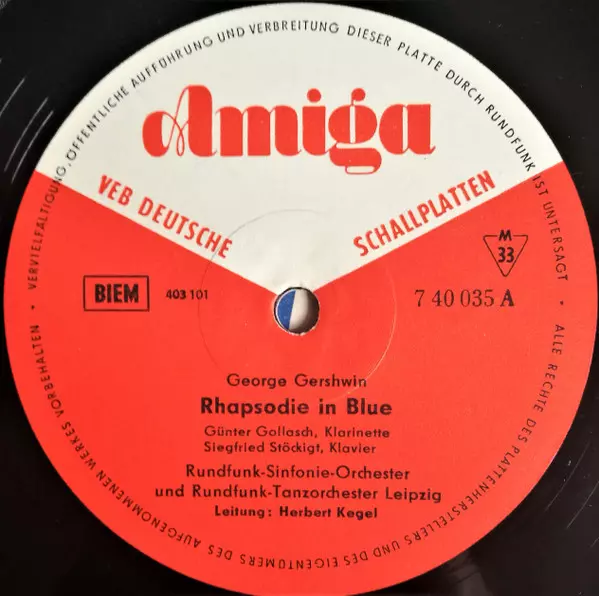 VERVIELFÄLTIGUNG, ÖFFENTLICHE AUFFÜHRUNG UND VERBREITUNG DIESER PLATTE DURCH RUNDFUNK IST UNTERSAGT • ALLE RECHTE DES PLATTENHERSTELLERS UND DES EIGENTÜMERS DES AUFGENOMMENEN WERKES VORBEHALTEN •
Amiga
VEB DEUTSCHE SCHALLPLATTEN
BIEM 403 101
M
33
7 40 035 A
George Gershwin
Rhapsodie in Blue
Günter Gollasch, Klarinette
Siegfried Stöckigt, Klavier
Rundfunk-Sinfonie-Orchester
und Rundfunk-Tanzorchester Leipzig
Leitung: Herbert Kegel